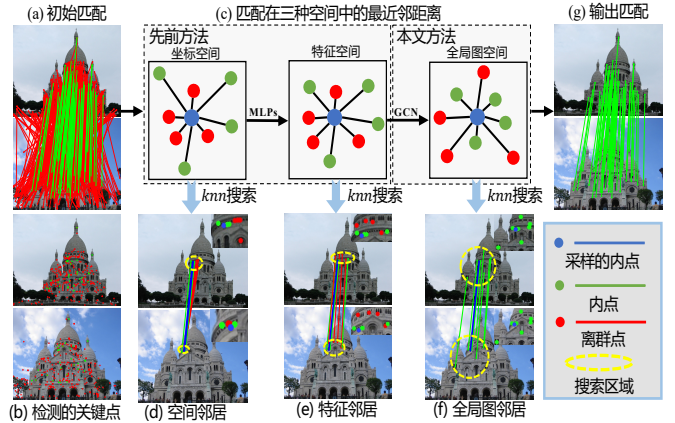 (a) 初始匹配
(c) 匹配在三种空间中的最近邻距离
(g) 输出匹配
先前方法
本文方法
坐标空间
特征空间
全局图空间
MLPs
GCN
knn搜索
knn搜索
knn搜索
采样的内点
内点
离群点
搜索区域
(b) 检测的关键点
(d) 空间邻居
(e) 特征邻居
(f) 全局图邻居